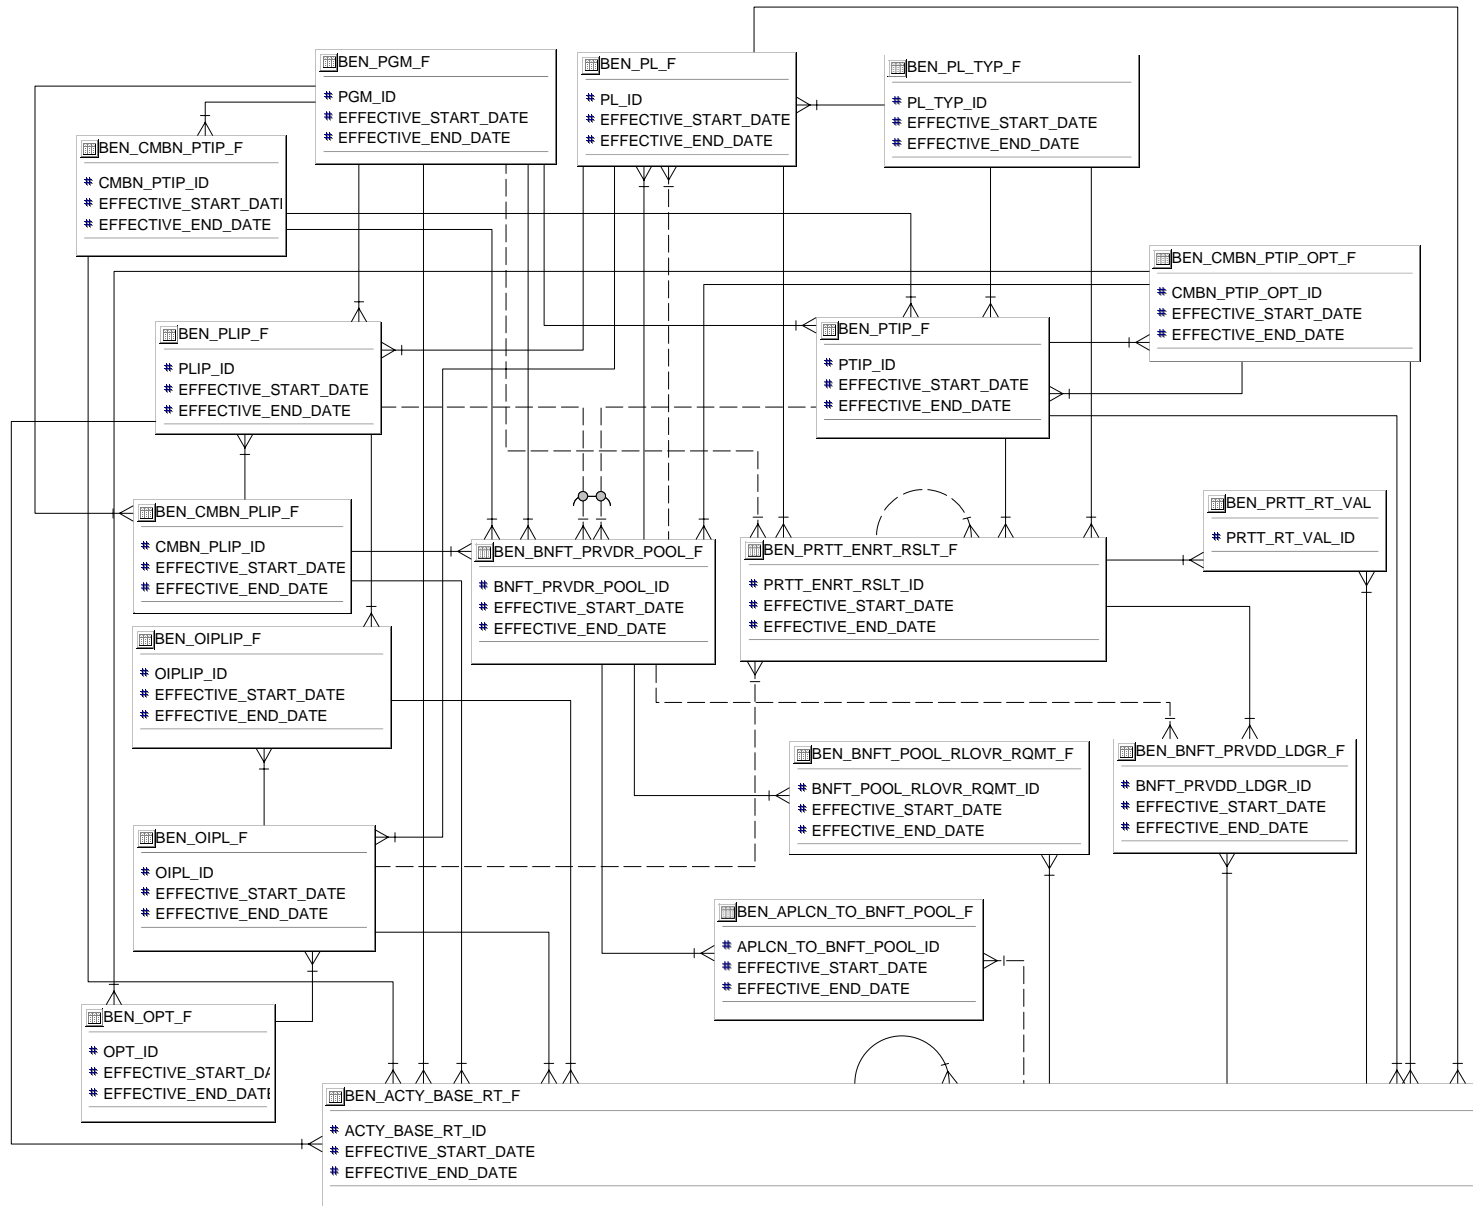 BEN_PGM_F
# PGM_ID
# EFFECTIVE_START_DATE
# EFFECTIVE_END_DATE
BEN_PL_F
# PL_ID
# EFFECTIVE_START_DATE
# EFFECTIVE_END_DATE
BEN_PL_TYP_F
# PL_TYP_ID
# EFFECTIVE_START_DATE
# EFFECTIVE_END_DATE
BEN_CMBN_PTIP_F
# CMBN_PTIP_ID
# EFFECTIVE_START_DATI
# EFFECTIVE_END_DATE
BEN_CMBN_PTIP_OPT_F
# CMBN_PTIP_OPT_ID
# EFFECTIVE_START_DATE
# EFFECTIVE_END_DATE
BEN_PLIP_F
# PLIP_ID
# EFFECTIVE_START_DATE
# EFFECTIVE_END_DATE
BEN_PTIP_F
# PTIP_ID
# EFFECTIVE_START_DATE
# EFFECTIVE_END_DATE
BEN_CMBN_PLIP_F
# CMBN_PLIP_ID
# EFFECTIVE_START_DATE
# EFFECTIVE_END_DATE
BEN_BNFT_PRVDR_POOL_F
# BNFT_PRVDR_POOL_ID
# EFFECTIVE_START_DATE
# EFFECTIVE_END_DATE
BEN_PRTT_ENRT_RSLT_F
# PRTT_ENRT_RSLT_ID
# EFFECTIVE_START_DATE
# EFFECTIVE_END_DATE
BEN_PRTT_RT_VAL
# PRTT_RT_VAL_ID
BEN_OIPLIP_F
# OIPLIP_ID
# EFFECTIVE_START_DATE
# EFFECTIVE_END_DATE
BEN_BNFT_POOL_RLOVR_RQMT_F
# BNFT_POOL_RLOVR_RQMT_ID
# EFFECTIVE_START_DATE
# EFFECTIVE_END_DATE
BEN_BNFT_PRVDD_LDGR_F
# BNFT_PRVDD_LDGR_ID
# EFFECTIVE_START_DATE
# EFFECTIVE_END_DATE
BEN_OIPL_F
# OIPL_ID
# EFFECTIVE_START_DATE
# EFFECTIVE_END_DATE
BEN_APLCN_TO_BNFT_POOL_F
# APLCN_TO_BNFT_POOL_ID
# EFFECTIVE_START_DATE
# EFFECTIVE_END_DATE
BEN_OPT_F
# OPT_ID
# EFFECTIVE_START_DA
# EFFECTIVE_END_DATE
BEN_ACTY_BASE_RT_F
# ACTY_BASE_RT_ID
# EFFECTIVE_START_DATE
# EFFECTIVE_END_DATE